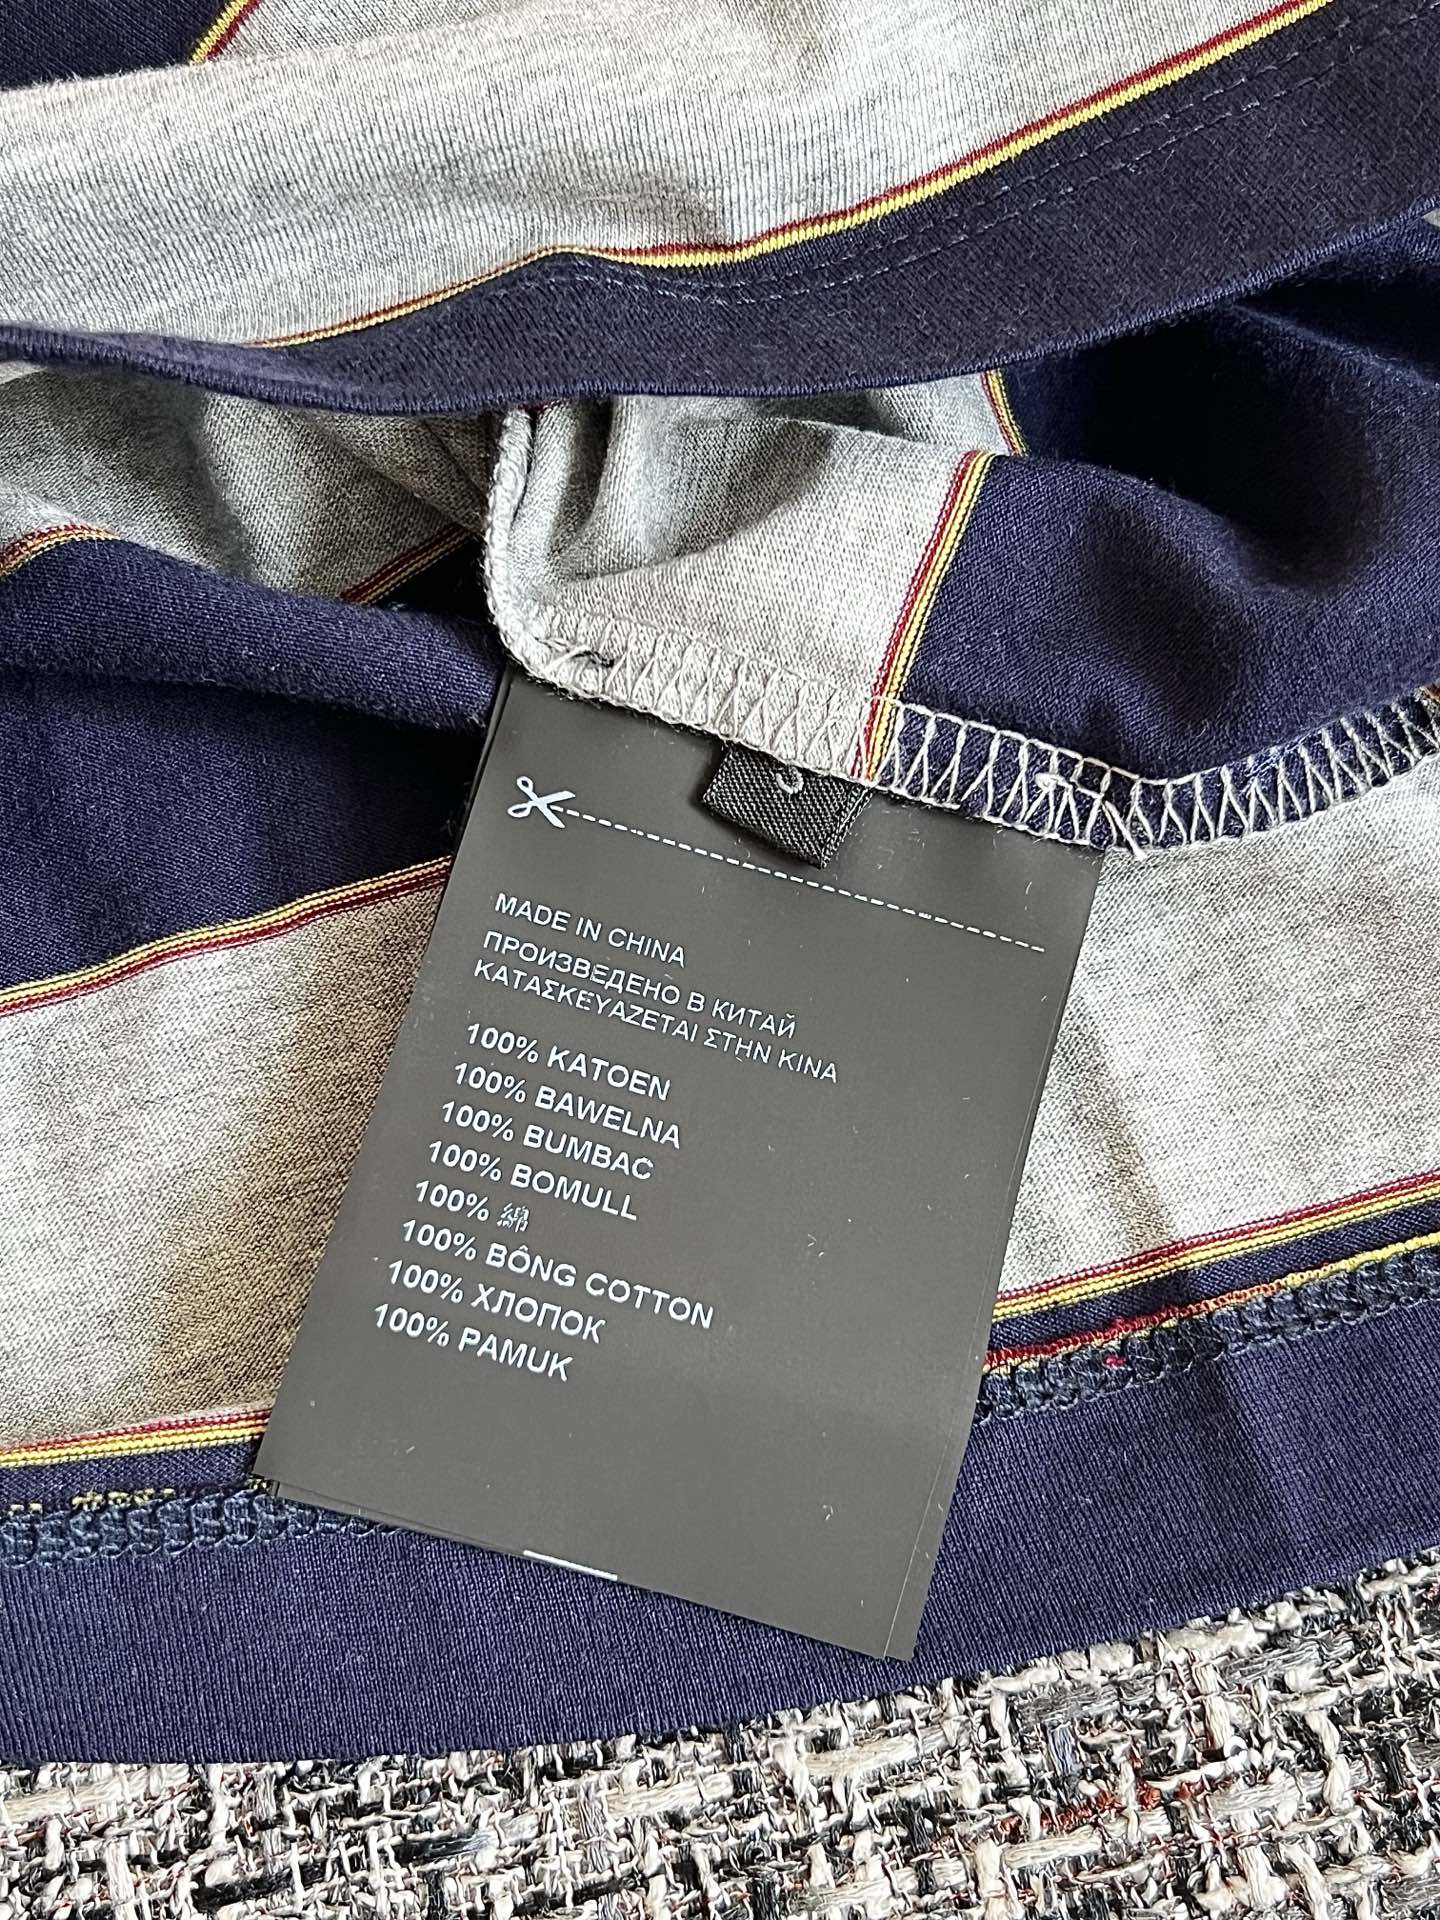 MADE IN CHINA
ПРОИЗВЕДЕНО В КИТАЙ
ΚΑΤΑΣΚΕΥΑΖΕΤΑΙ ΣΤΗΝ ΚΙΝΑ
100% KATOEN
100% BAWELNA
100% BUMBAC
100% BOMULL
100% 綿
100% BÔNG COTTON
100% ХЛОПОК
100% PAMUK